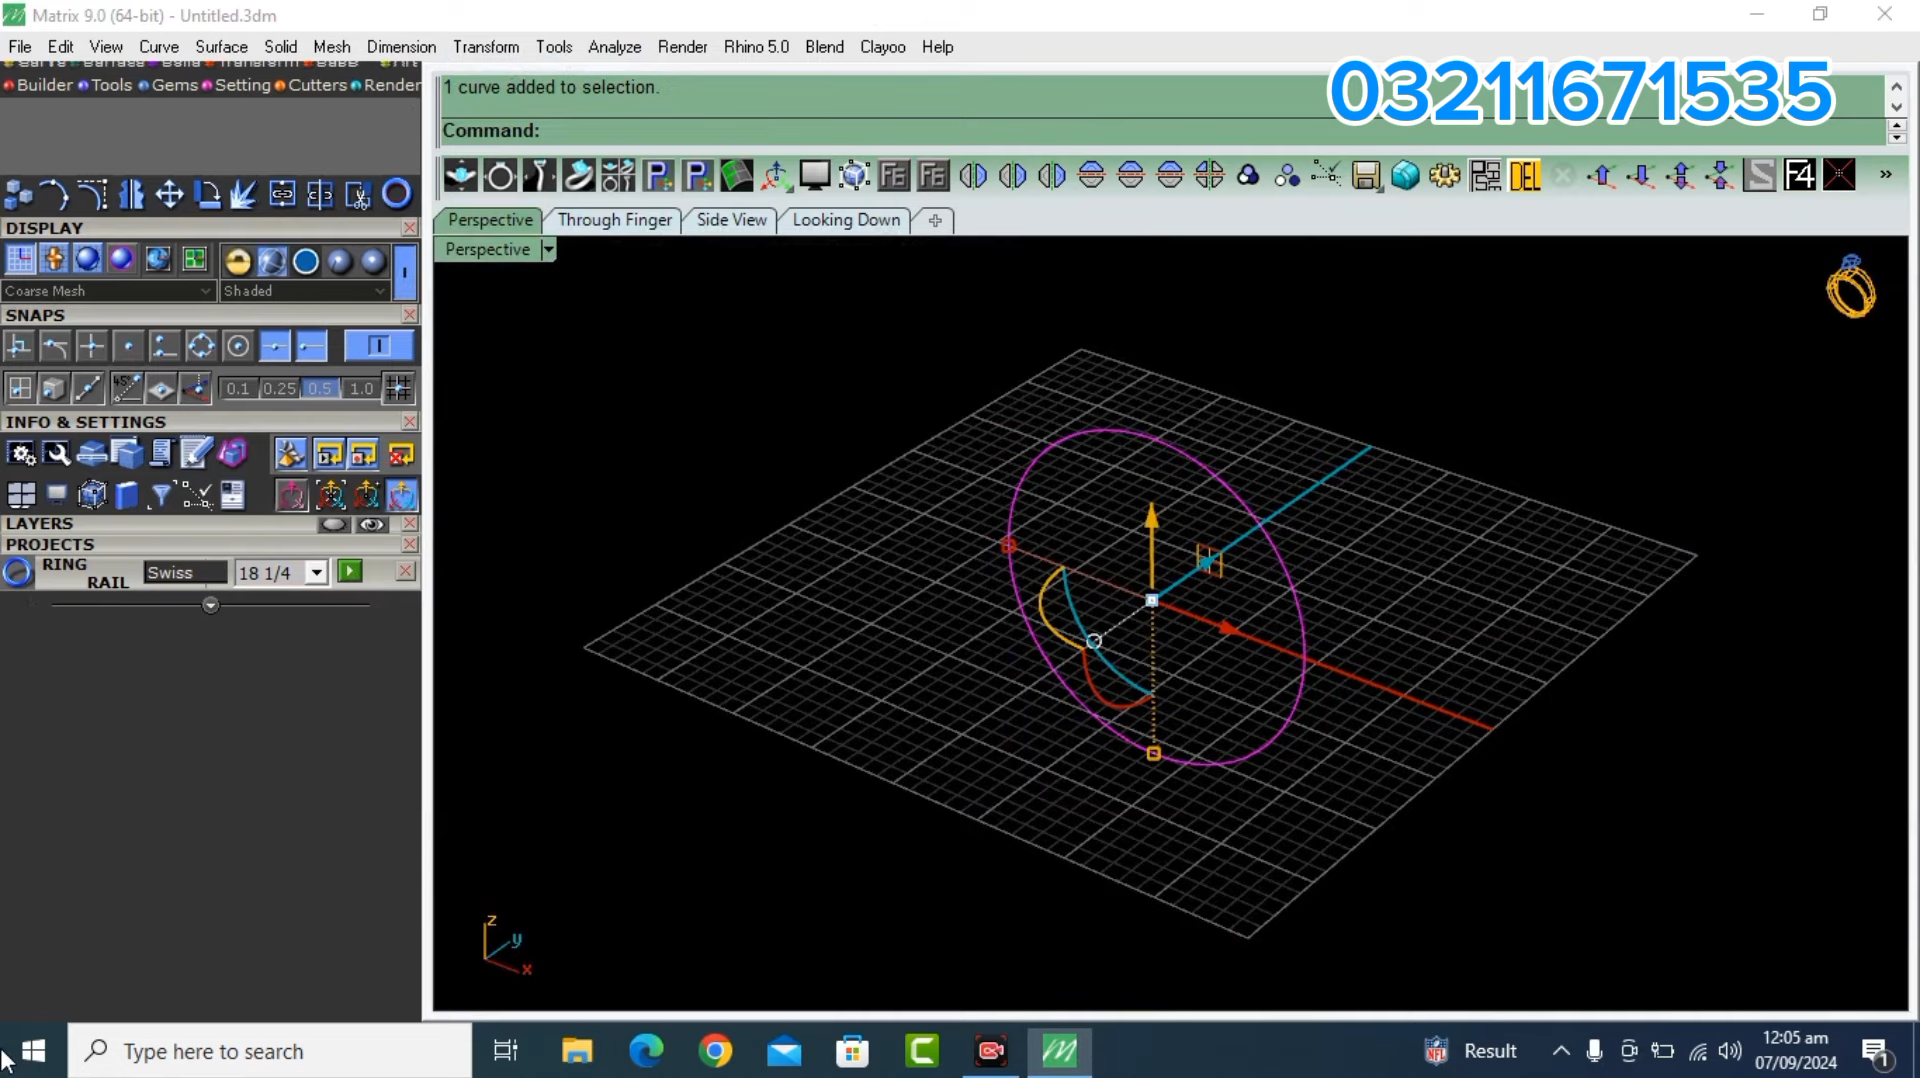 Matrix 9.0 (64-bit) - Untitled.3dm
File Edit View Curve Surface Solid Mesh Dimension Transform Tools Analyze Render Rhino 5.0 Blend Clayoo Help
Builder Tools Gems Setting Cutters Render
1 curve added to selection.
Command:
03211671535
DEL
F4
Perspective Through Finger Side View Looking Down
Perspective
DISPLAY
Coarse Mesh Shaded
SNAPS
0.1 0.25 0.5 1.0
INFO & SETTINGS
LAYERS
PROJECTS
RING RAIL Swiss 18 1/4
z
y
x
Type here to search
Result
12:05 am
07/09/2024
1